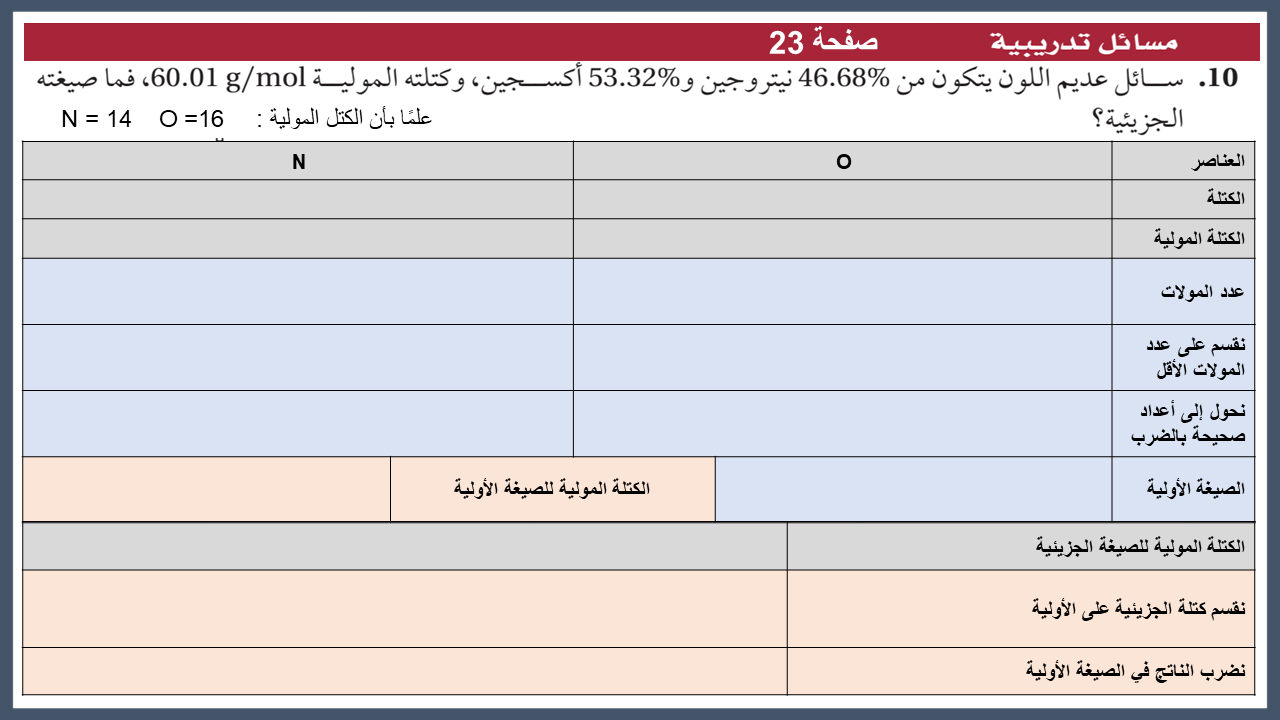 مسائل تدريبية صفحة 23
10. سـائل عديم اللون يتكون من 46.68% نيتروجين و53.32% أكسـجين، وكتلته الموليـة 60.01 g/mol، فما صيغته
الجزيئية؟ علمًا بأن الكتل المولية : O =16 N = 14
العناصر O N
الكتلة
الكتلة المولية
عدد المولات
نقسم على عدد
المولات الأقل
نحول إلى أعداد
صحيحة بالضرب
الصيغة الأولية الكتلة المولية للصيغة الأولية
الكتلة المولية للصيغة الجزيئية
نقسم كتلة الجزيئية على الأولية
نضرب الناتج في الصيغة الأولية